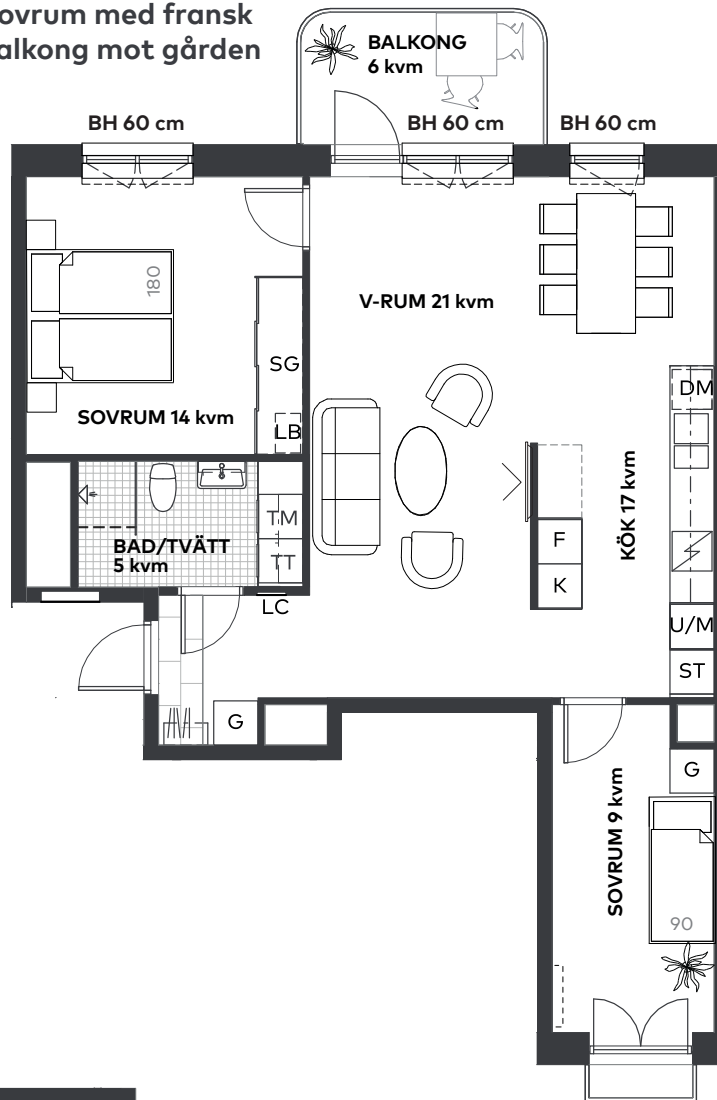 ovrum med fransk
alkong mot gården
BALKONG
6 kvm
BH 60 cm
BH 60 cm
BH 60 cm
180
V-RUM 21 kvm
SG
DM
SOVRUM 14 kvm
LB
KÖK 17 kvm
TM
F
BAD/TVÄTT
5 kvm
TT
K
LC
U/M
ST
G
G
SOVRUM 9 kvm
90